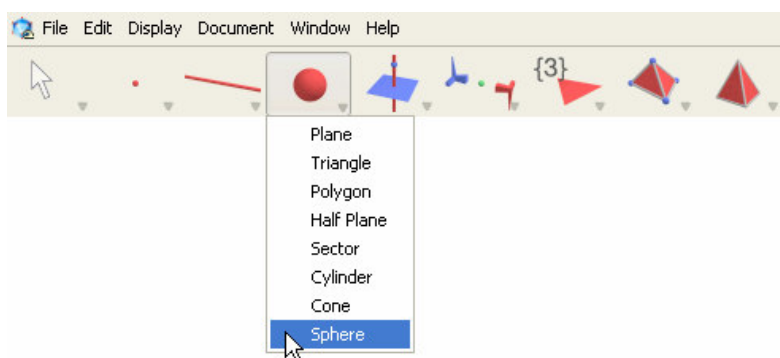 File Edit Display Document Window Help
{3}
Plane
Triangle
Polygon
Half Plane
Sector
Cylinder
Cone
Sphere